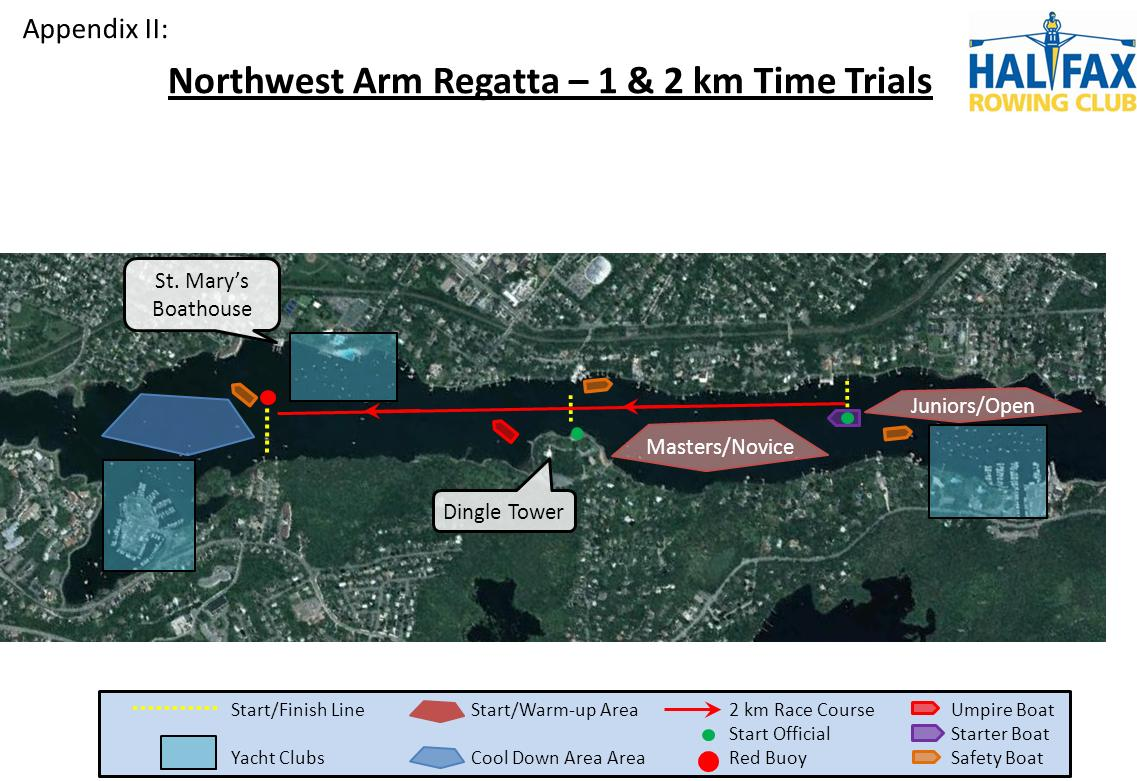 Appendix II:
Northwest Arm Regatta – 1 & 2 km Time Trials
HALIFAX
ROWING CLUB
St. Mary's
Boathouse
Juniors/Open
Masters/Novice
Dingle Tower
Start/Finish Line
Start/Warm-up Area
2 km Race Course
Umpire Boat
Start Official
Starter Boat
Yacht Clubs
Cool Down Area Area
Red Buoy
Safety Boat